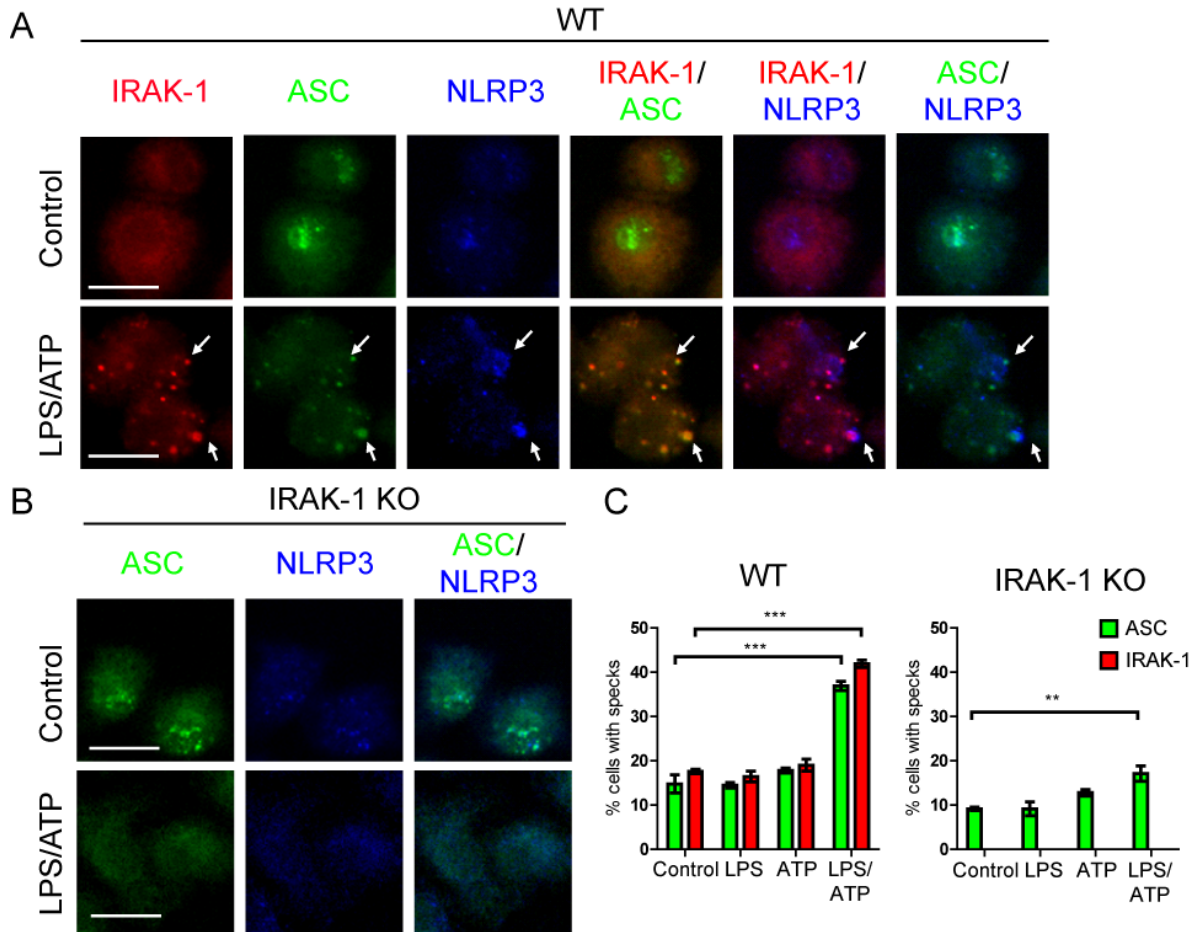 A
WT
IRAK-1
ASC
NLRP3
IRAK-1/
ASC
IRAK-1/
NLRP3
ASC/
NLRP3
Control
LPS/ATP
B
IRAK-1 KO
ASC
NLRP3
ASC/
NLRP3
Control
LPS/ATP
C
WT
% cells with specks
50
40
30
20
10
0
***
***
Control
LPS
ATP
LPS/
ATP
IRAK-1 KO
ASC
IRAK-1
% cells with specks
50
40
30
20
10
0
**
Control
LPS
ATP
LPS/
ATP